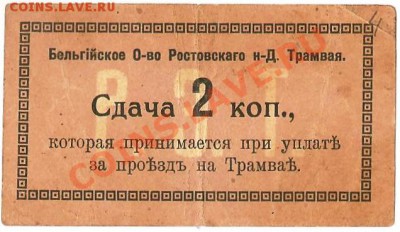 COINS.LAVE.RU
4
Бельгійское О-во Ростовскаго н-Д. Трамвая.
Сдача 2 коп.,
которая принимается при уплатѣ
за проѣздъ на Трамваѣ.
COINS.LAVE.RU